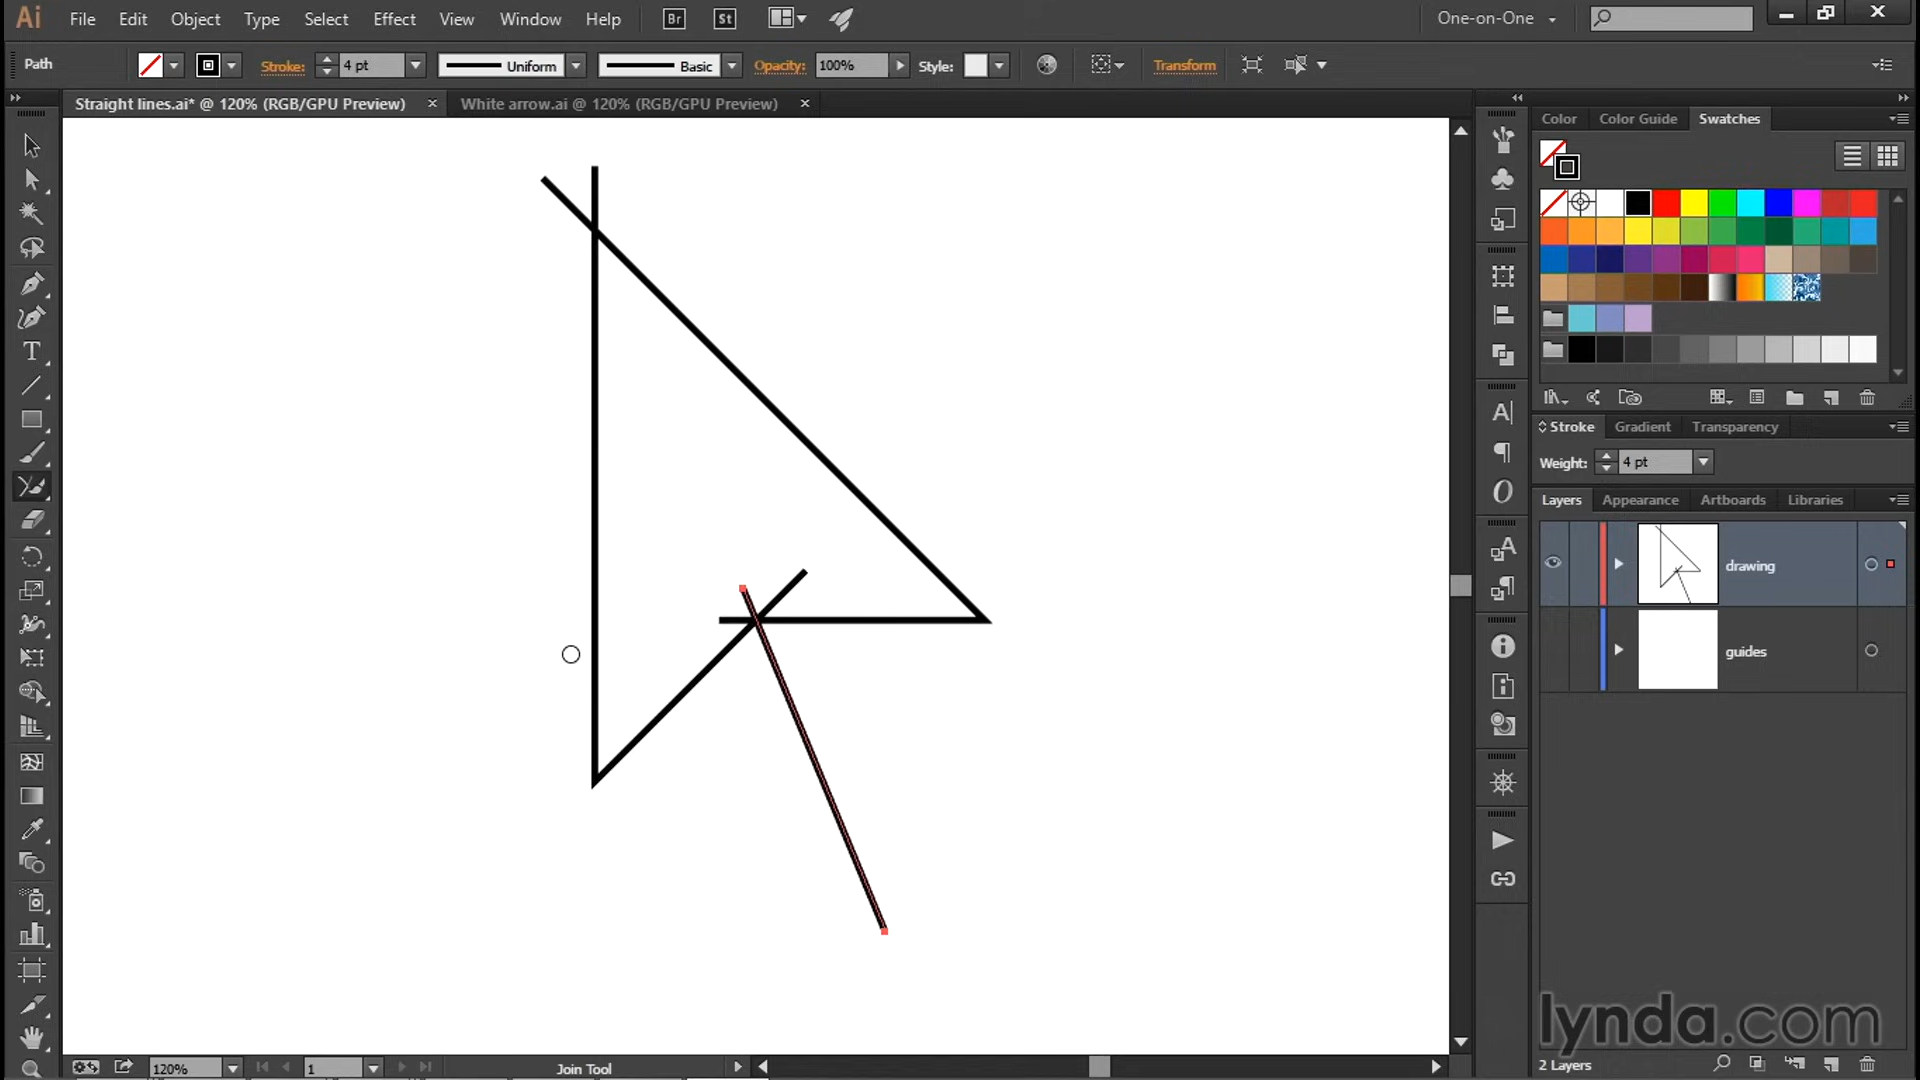 Ai File Edit Object Type Select Effect View Window Help Br St One-on-One
Path Stroke: 4 pt Uniform Basic Opacity: 100% Style: Transform
Straight lines.ai* @ 120% (RGB/GPU Preview) × White arrow.ai @ 120% (RGB/GPU Preview) ×
Color Color Guide Swatches
Stroke Gradient Transparency
Weight: 4 pt
Layers Appearance Artboards Libraries
drawing
guides
lynda.com
120% 1 Join Tool 2 Layers